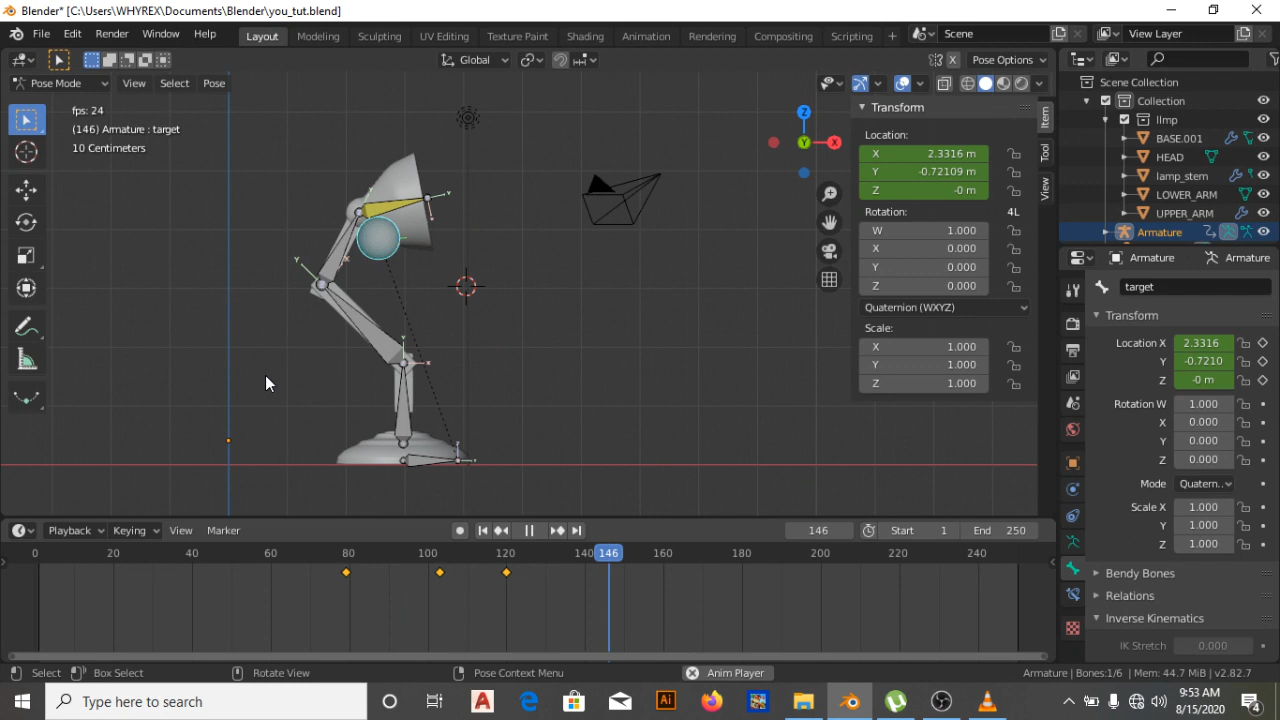 Blender* [C:\Users\WHYREX\Documents\Blender\you_tut.blend]
File Edit Render Window Help Layout Modeling Sculpting UV Editing Texture Paint Shading Animation Rendering Compositing Scripting + Scene View Layer
Global X Pose Options
Pose Mode View Select Pose
fps: 24
(146) Armature : target
10 Centimeters
Z
X
Y
Y
Y
Y
X
Y
Transform
Item
Tool
View
Location:
X 2.3316 m
Y -0.72109 m
Z -0 m
Rotation: 4L
W 1.000
X 0.000
Y 0.000
Z 0.000
Quaternion (WXYZ)
Scale:
X 1.000
Y 1.000
Z 1.000
Scene Collection
Collection
llmp
BASE.001
HEAD
lamp_stem
LOWER_ARM
UPPER_ARM
Armature
Armature Armature
target
Transform
Location X 2.3316
Y -0.7210
Z -0 m
Rotation W 1.000
X 0.000
Y 0.000
Z 0.000
Mode Quatern..
Scale X 1.000
Y 1.000
Z 1.000
Bendy Bones
Relations
Inverse Kinematics
IK Stretch 0.000
Playback Keying View Marker 146 Start 1 End 250
0 20 40 60 80 100 120 140 146 160 180 200 220 240
Select Box Select Rotate View Pose Context Menu Anim Player Armature | Bones:1/6 | Mem: 44.7 MiB | v2.82.7
Type here to search
A
Ai
9:53 AM
8/15/2020
4